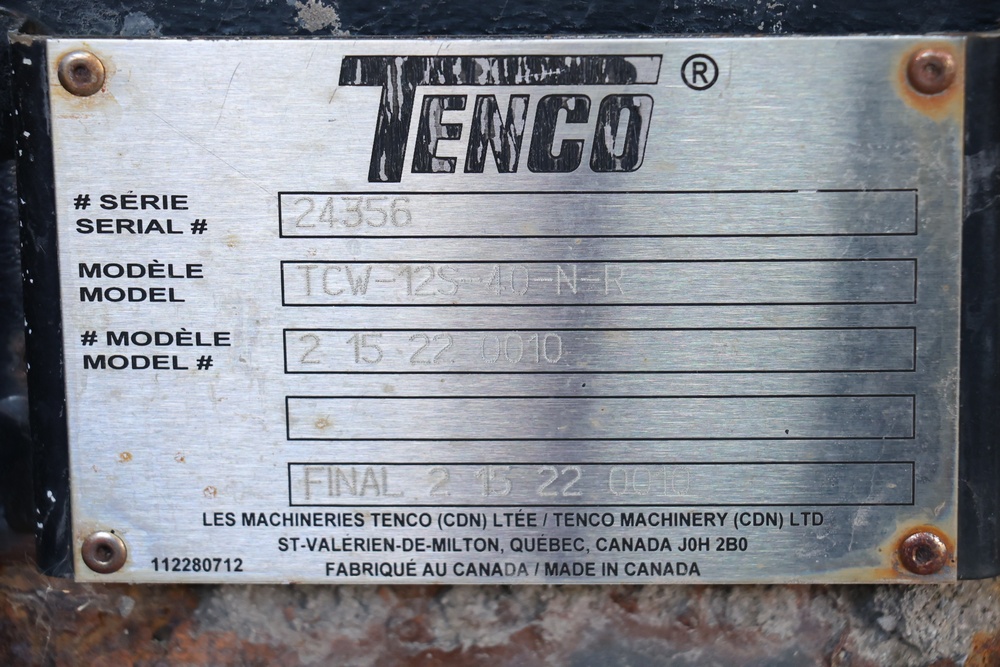 TENCO ®
# SÉRIE
SERIAL # 24356
MODÈLE
MODEL TCW-12S-40-N-R
# MODÈLE
MODEL # 2 15 22 0010
FINAL 2 15 22 0010
LES MACHINERIES TENCO (CDN) LTÉE / TENCO MACHINERY (CDN) LTD
ST-VALÉRIEN-DE-MILTON, QUÉBEC, CANADA J0H 2B0
112280712 FABRIQUÉ AU CANADA / MADE IN CANADA